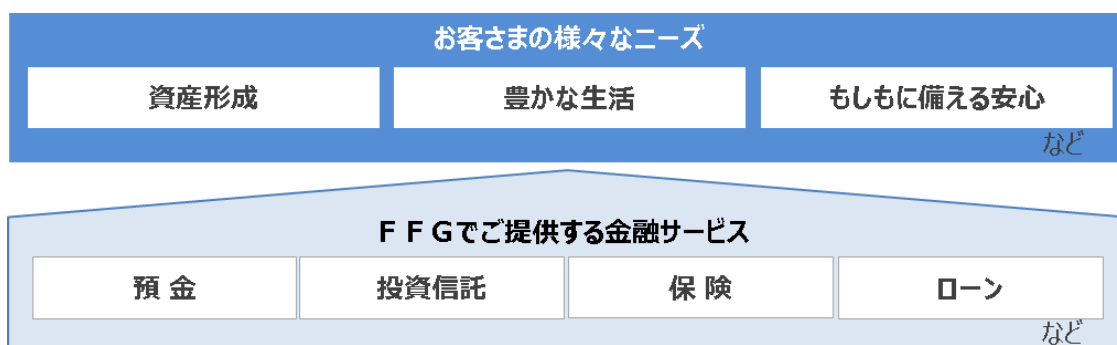 お客さまの様々なニーズ
資産形成 豊かな生活 もしもに備える安心
など
ＦＦＧでご提供する金融サービス
預 金 投資信託 保 険 ローン
など